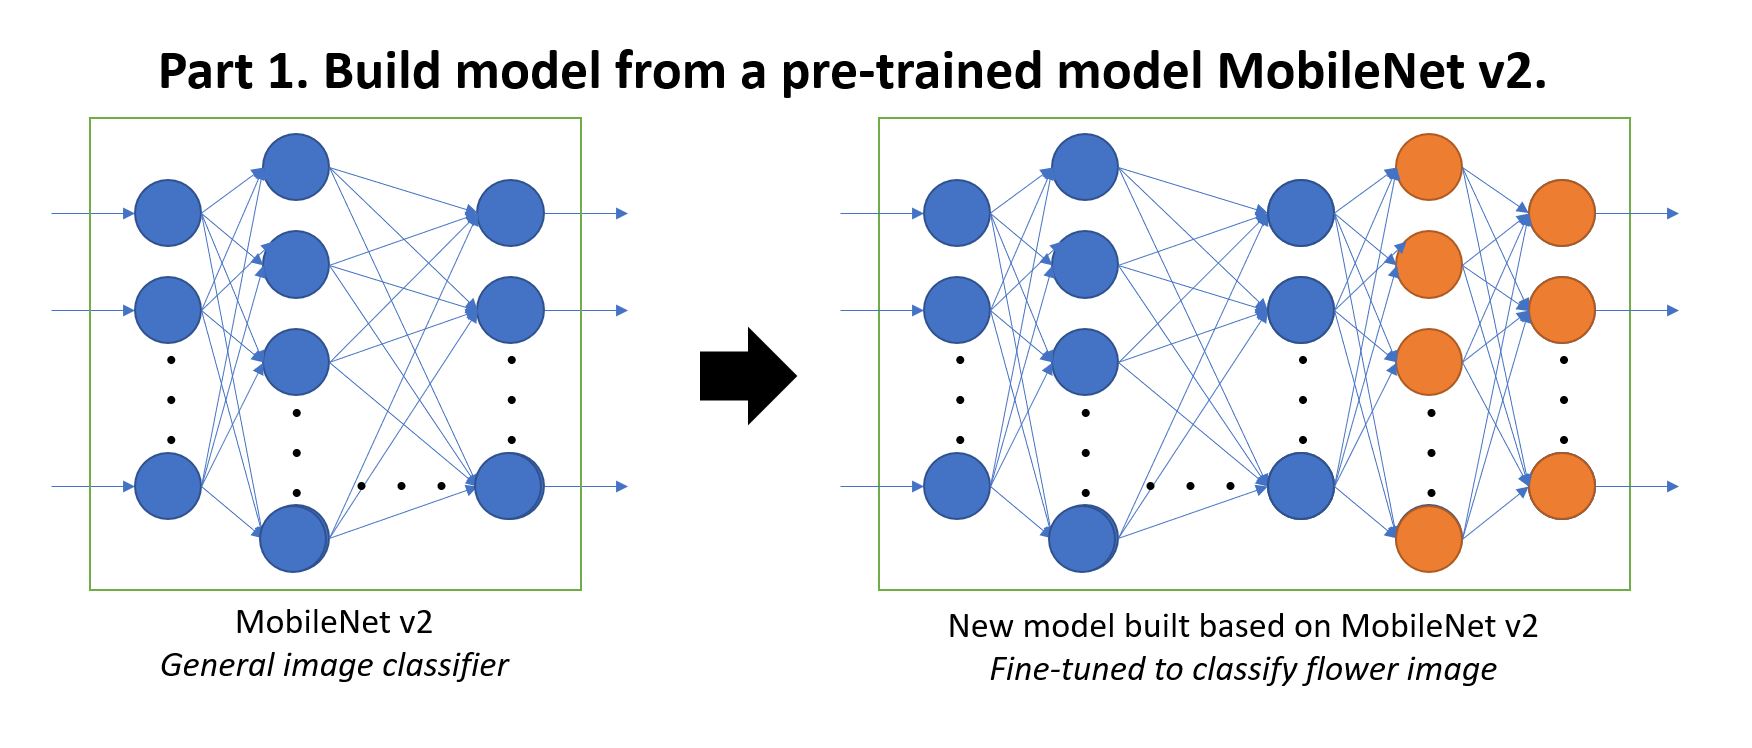 Part 1. Build model from a pre-trained model MobileNet v2.
MobileNet v2
General image classifier
New model built based on MobileNet v2
Fine-tuned to classify flower image